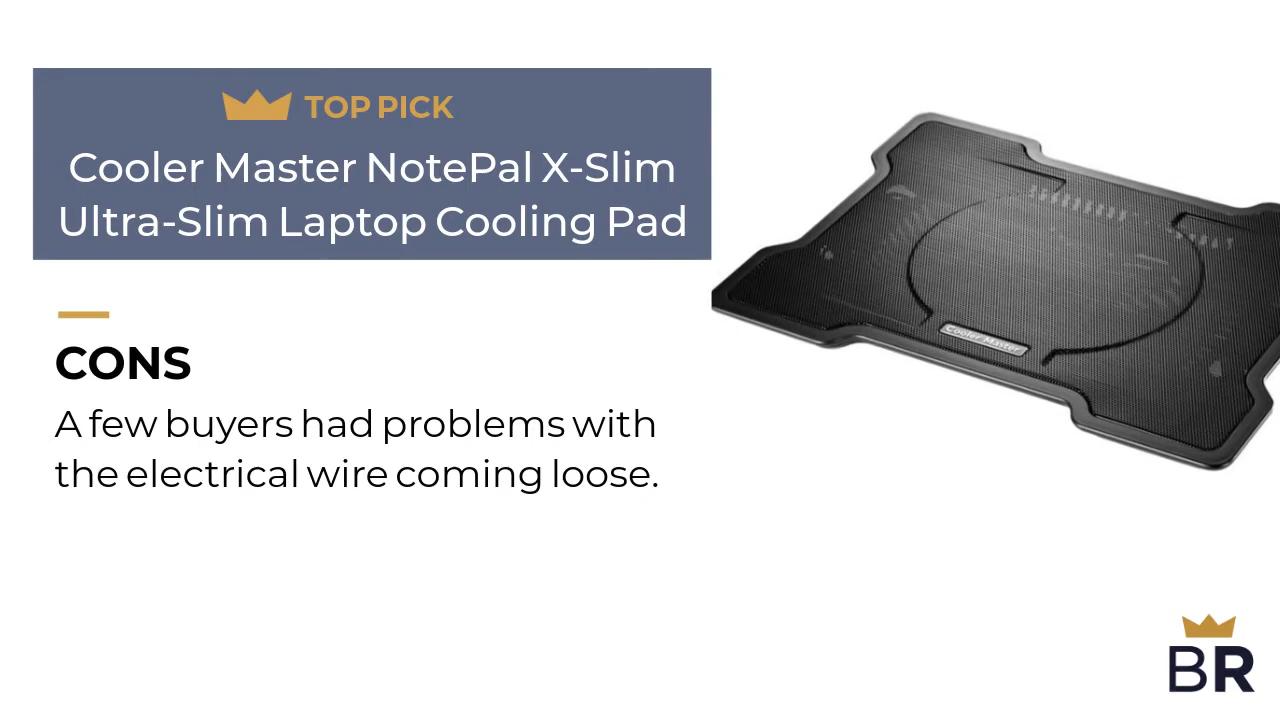 TOP PICK
Cooler Master NotePal X-Slim
Ultra-Slim Laptop Cooling Pad
CONS
A few buyers had problems with
the electrical wire coming loose.
Cooler Master
BR